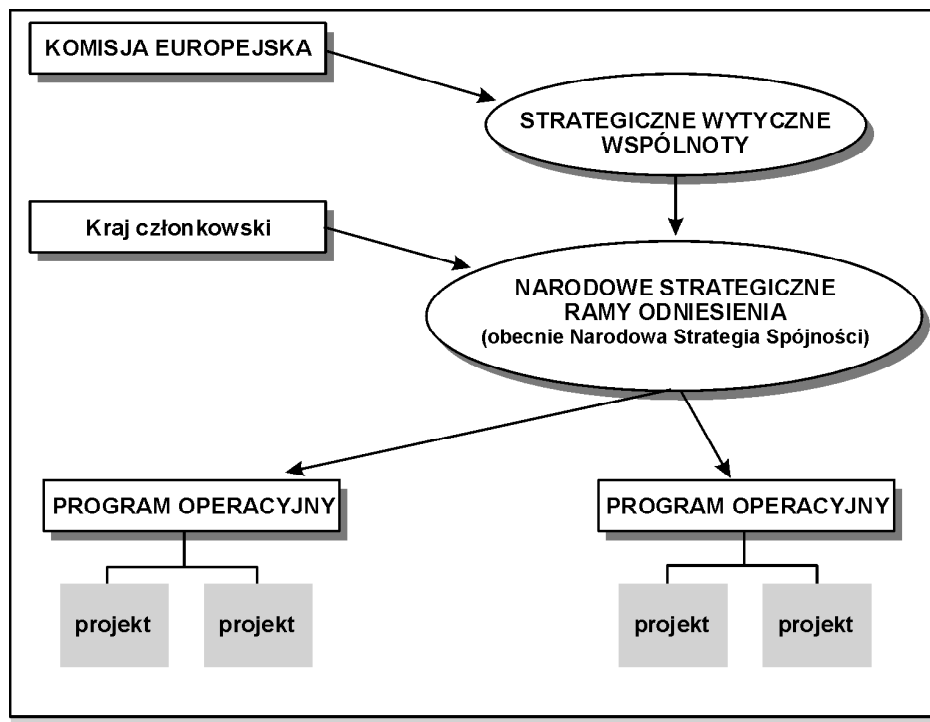 KOMISJA EUROPEJSKA
STRATEGICZNE WYTYCZNE
WSPÓLNOTY
Kraj członkowski
NARODOWE STRATEGICZNE
RAMY ODNIESIENIA
(obecnie Narodowa Strategia Spójności)
PROGRAM OPERACYJNY
PROGRAM OPERACYJNY
projekt
projekt
projekt
projekt